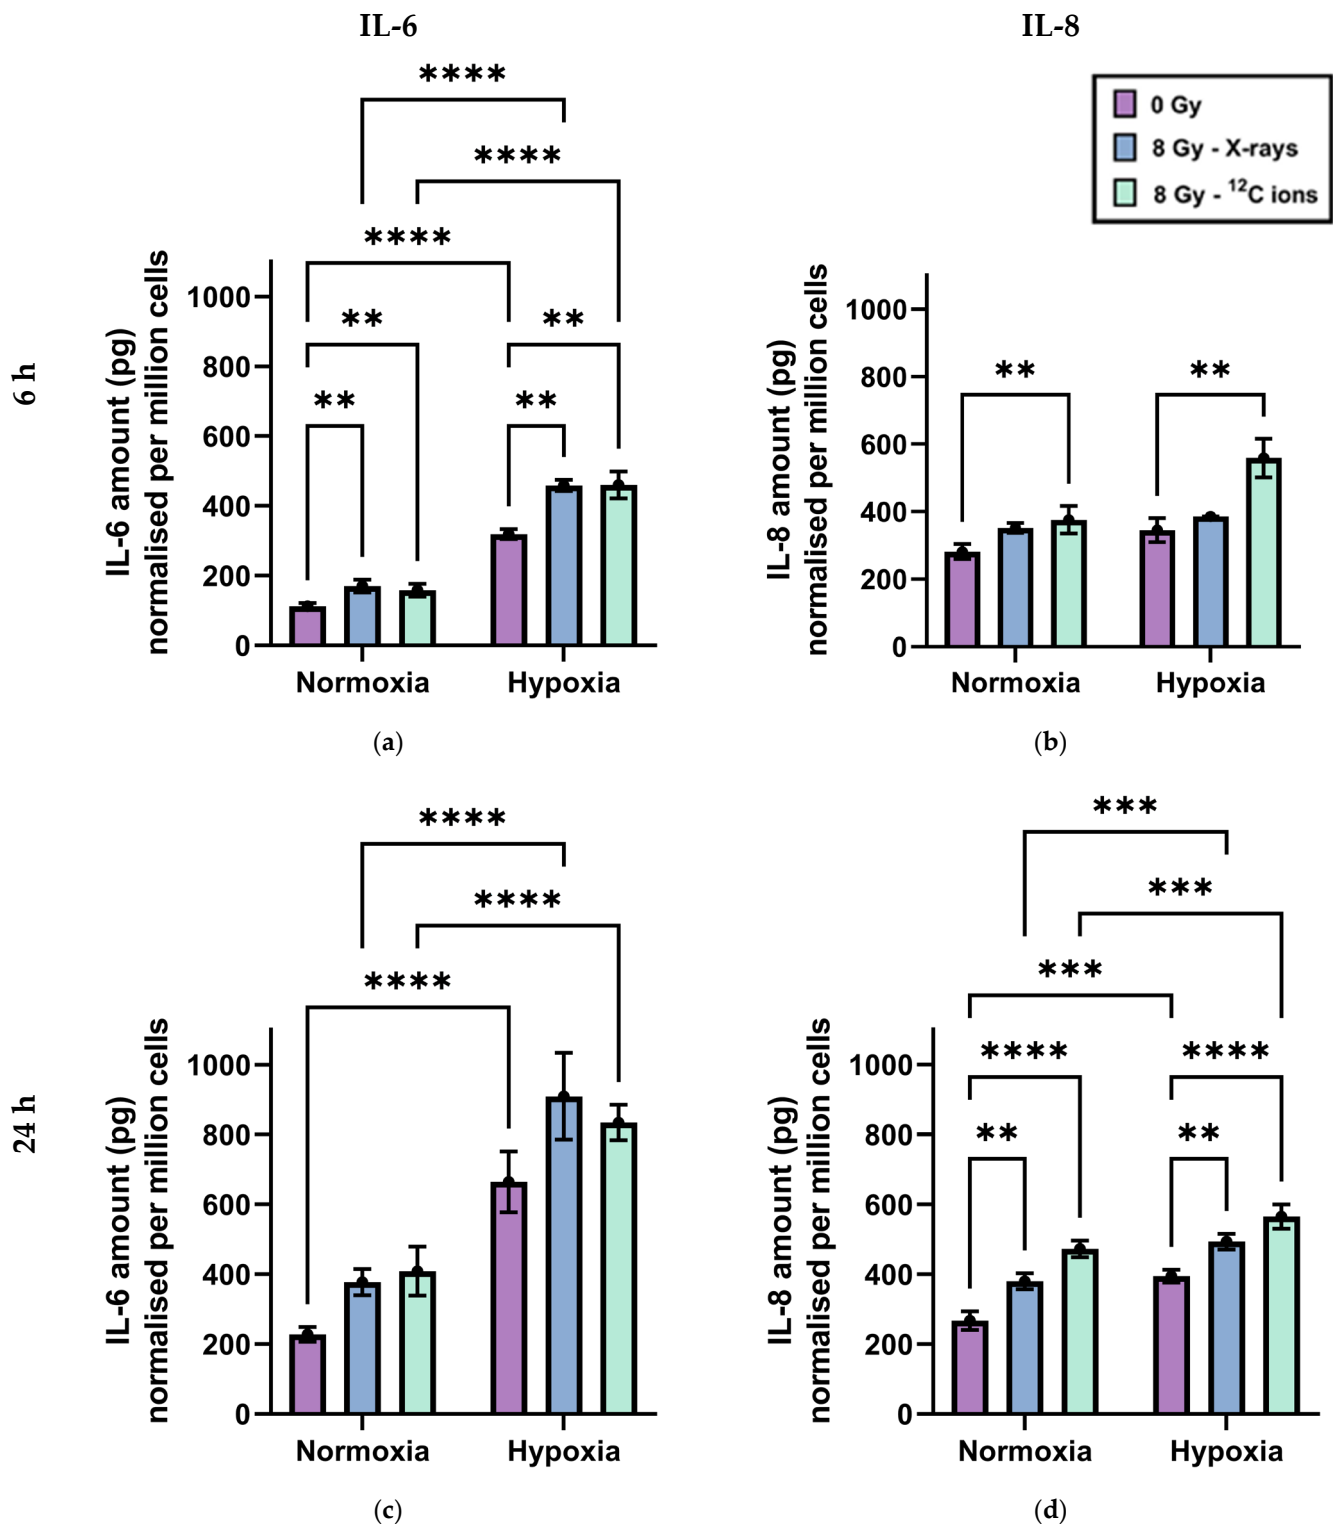 IL-6
IL-8
0 Gy
8 Gy - X-rays
8 Gy - ¹²C ions
6 h
****
****
****
**
**
**
**
IL-6 amount (pg)
normalised per million cells
1000
800
600
400
200
0
Normoxia
Hypoxia
(a)
**
**
IL-8 amount (pg)
normalised per million cells
1000
800
600
400
200
0
Normoxia
Hypoxia
(b)
24 h
****
****
****
IL-6 amount (pg)
normalised per million cells
1000
800
600
400
200
0
Normoxia
Hypoxia
(c)
***
***
***
****
****
**
**
IL-8 amount (pg)
normalised per million cells
1000
800
600
400
200
0
Normoxia
Hypoxia
(d)